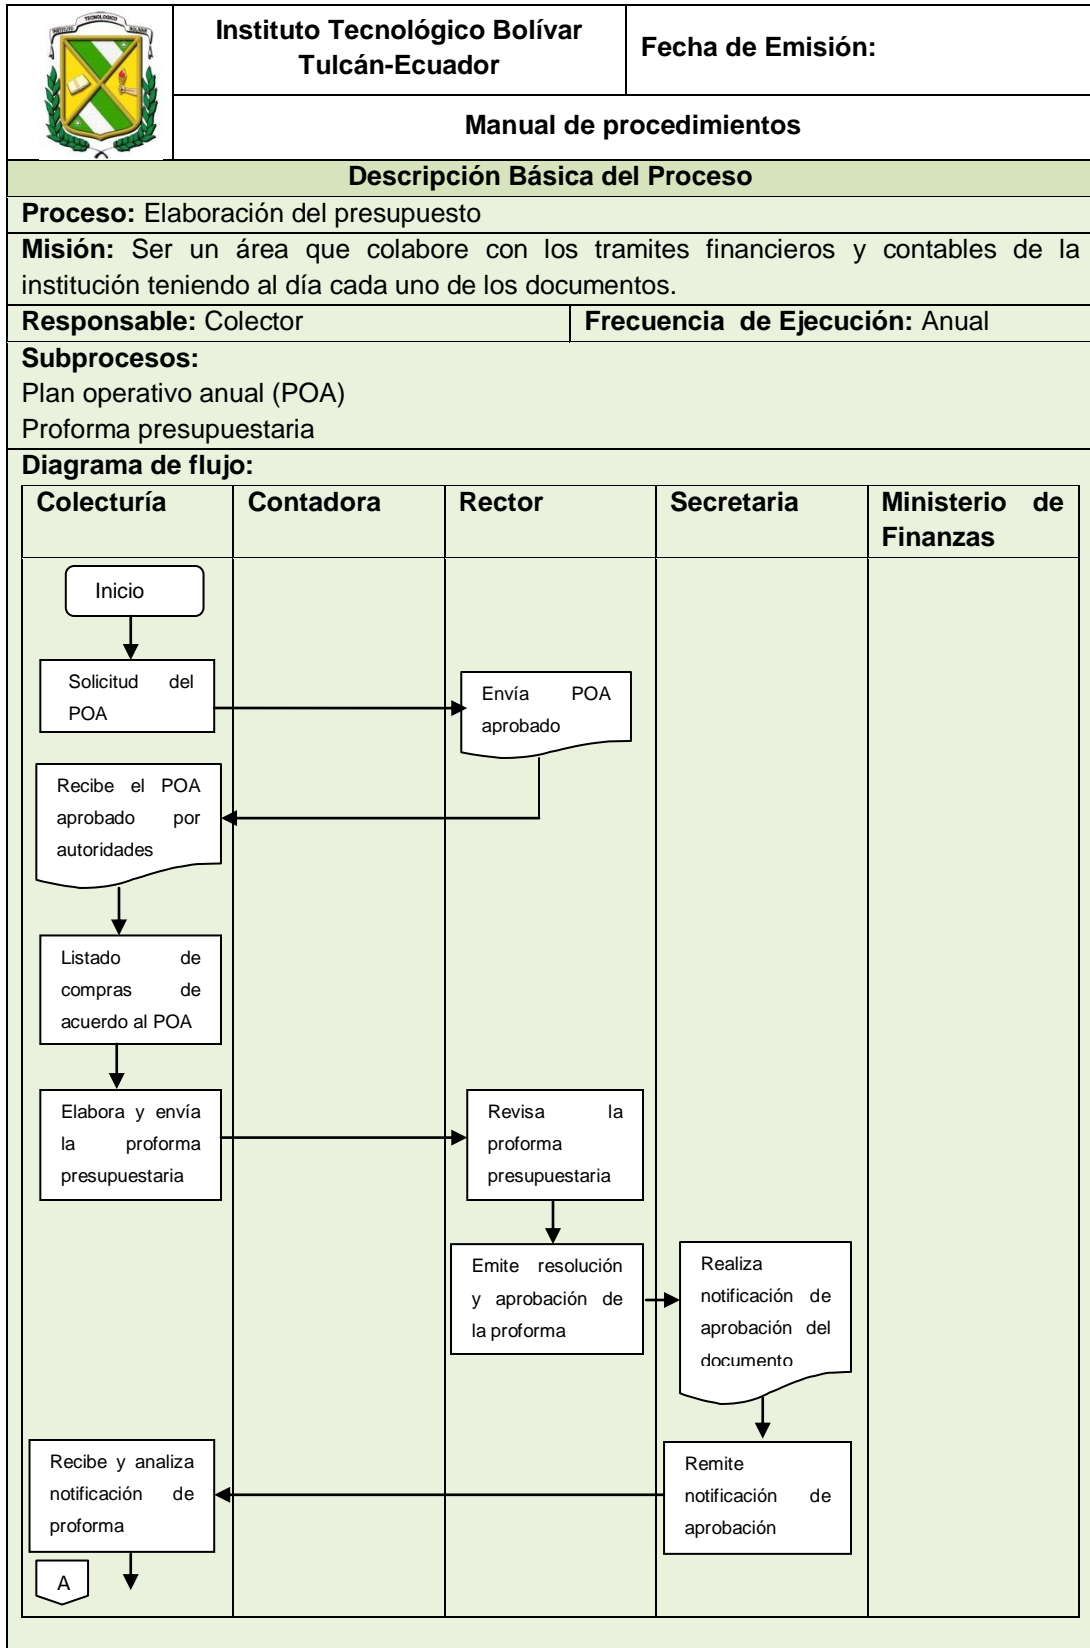 INSTITUTO TECNOLOGICO BOLIVAR
Instituto Tecnológico Bolívar
Tulcán-Ecuador
Fecha de Emisión:
Manual de procedimientos
Descripción Básica del Proceso
Proceso: Elaboración del presupuesto
Misión: Ser un área que colabore con los tramites financieros y contables de la
institución teniendo al día cada uno de los documentos.
Responsable: Colector
Frecuencia de Ejecución: Anual
Subprocesos:
Plan operativo anual (POA)
Proforma presupuestaria
Diagrama de flujo:
Colecturía
Contadora
Rector
Secretaria
Ministerio de
Finanzas
Inicio
Solicitud del
POA
Envía POA
aprobado
Recibe el POA
aprobado por
autoridades
Listado de
compras de
acuerdo al POA
Elabora y envía
la proforma
presupuestaria
Revisa la
proforma
presupuestaria
Emite resolución
y aprobación de
la proforma
Realiza
notificación de
aprobación del
documento
Remite
notificación de
aprobación
Recibe y analiza
notificación de
proforma
A